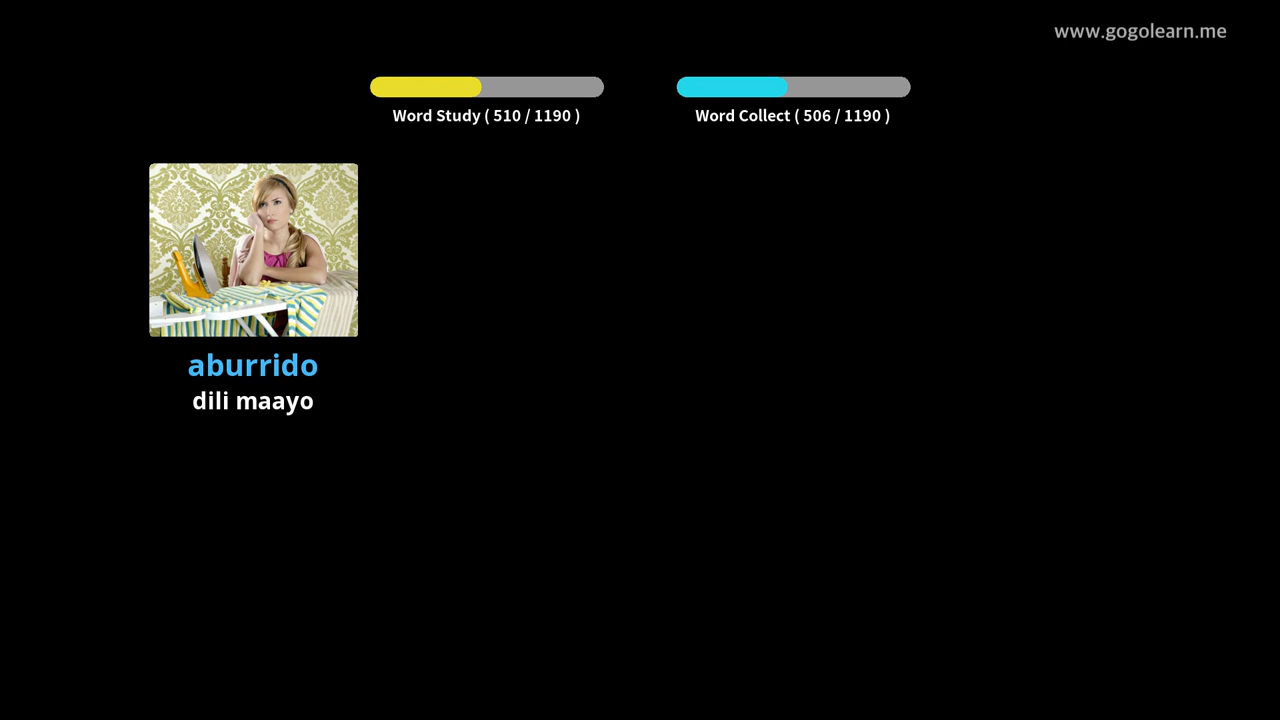 www.gogolearn.me
Word Study ( 510 / 1190 )
Word Collect ( 506 / 1190 )
aburrido
dili maayo